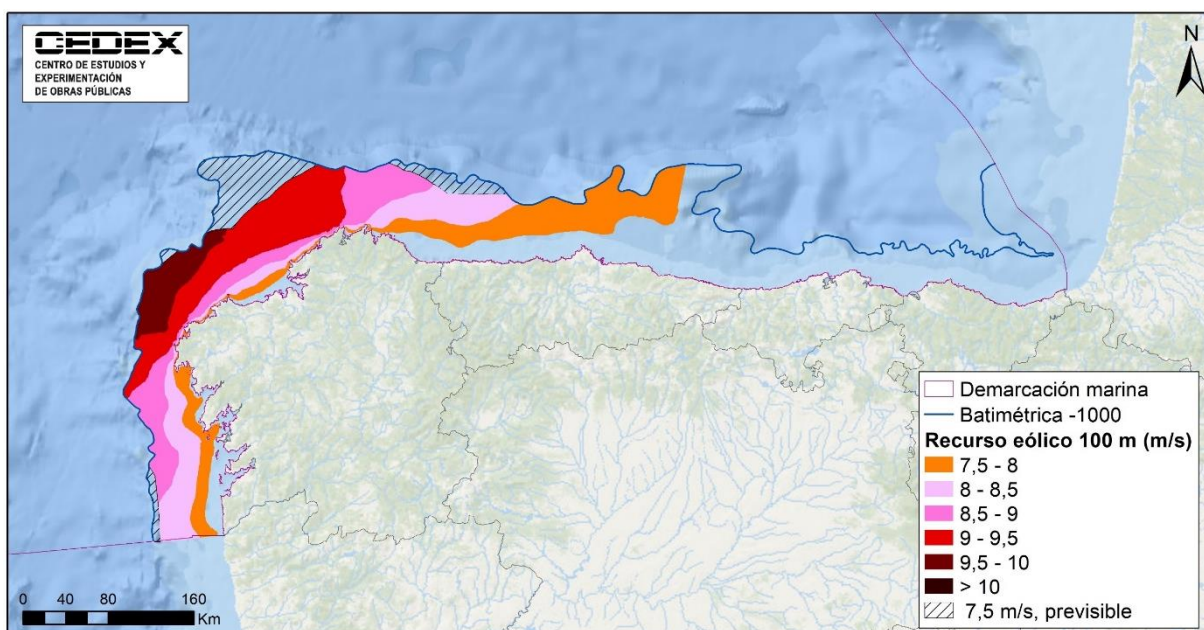 CEDEX
CENTRO DE ESTUDIOS Y
EXPERIMENTACIÓN
DE OBRAS PÚBLICAS
N
Demarcación marina
Batimétrica -1000
Recurso eólico 100 m (m/s)
7,5 - 8
8 - 8,5
8,5 - 9
9 - 9,5
9,5 - 10
> 10
7,5 m/s, previsible
0 40 80 160
Km